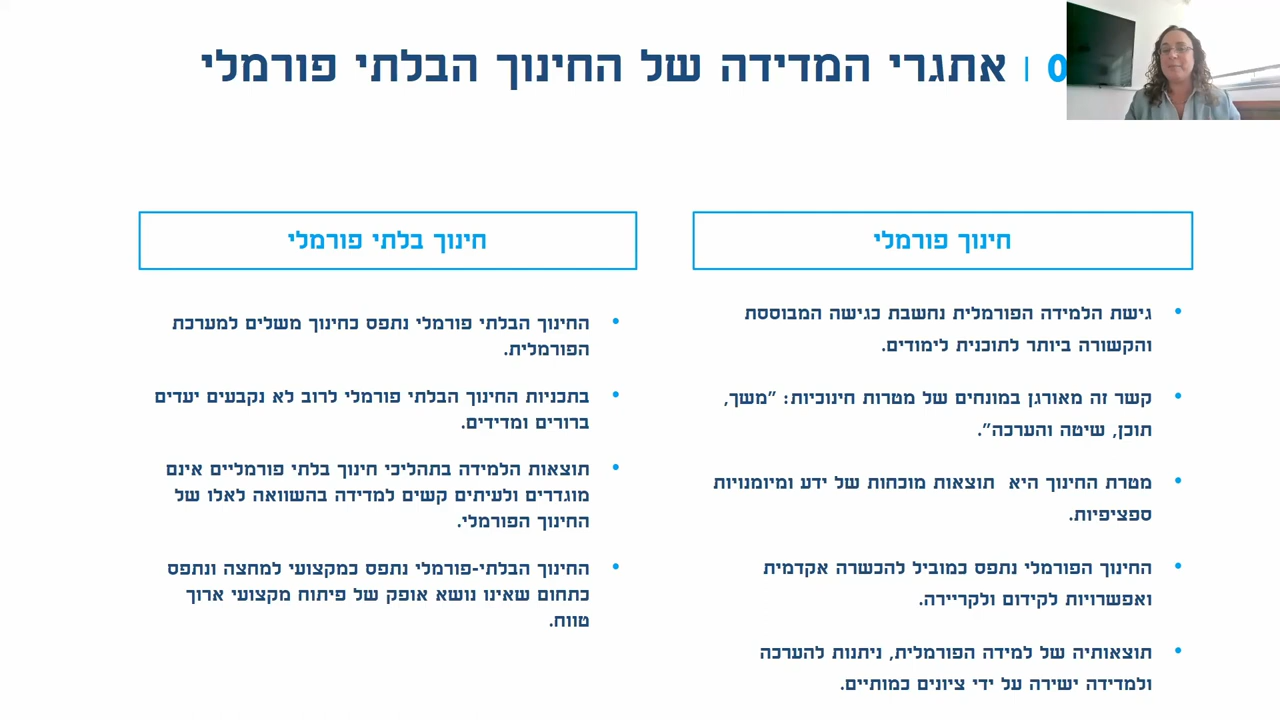 0 | אתגרי המדידה של החינוך הבלתי פורמלי
חינוך פורמלי
• גישת הלמידה הפורמלית נחשבת כגישה המבוססת
והקשורה ביותר לתוכנית לימודים.
• קשר זה מאורגן במונחים של מטרות חינוכיות: "משך,
תוכן, שיטה והערכה".
• מטרת החינוך היא תוצאות מוכחות של ידע ומיומנויות
ספציפיות.
• החינוך הפורמלי נתפס כמוביל להכשרה אקדמית
ואפשרויות לקידום ולקריירה.
• תוצאותיה של למידה הפורמלית, ניתנות להערכה
ולמדידה ישירה על ידי ציונים כמותיים.
חינוך בלתי פורמלי
• החינוך הבלתי פורמלי נתפס כחינוך משלים למערכת
הפורמלית.
• בתכניות החינוך הבלתי פורמלי לרוב לא נקבעים יעדים
ברורים ומדידים.
• תוצאות הלמידה בתהליכי חינוך בלתי פורמליים אינם
מוגדרים ולעיתים קשים למדידה בהשוואה לאלו של
החינוך הפורמלי.
• החינוך הבלתי-פורמלי נתפס כמקצועי למחצה ונתפס
כתחום שאינו נושא אופק של פיתוח מקצועי ארוך
טווח.